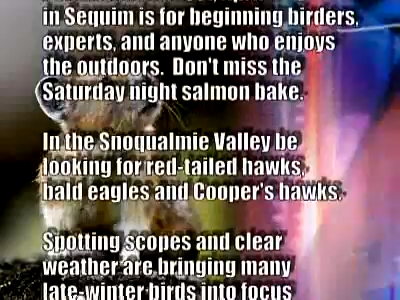 in Sequim is for beginning birders,
experts, and anyone who enjoys
the outdoors. Don't miss the
Saturday night salmon bake.
In the Snoqualmie Valley be
looking for red-tailed hawks,
bald eagles and Cooper's hawks.
Spotting scopes and clear
weather are bringing many
late-winter birds into focus